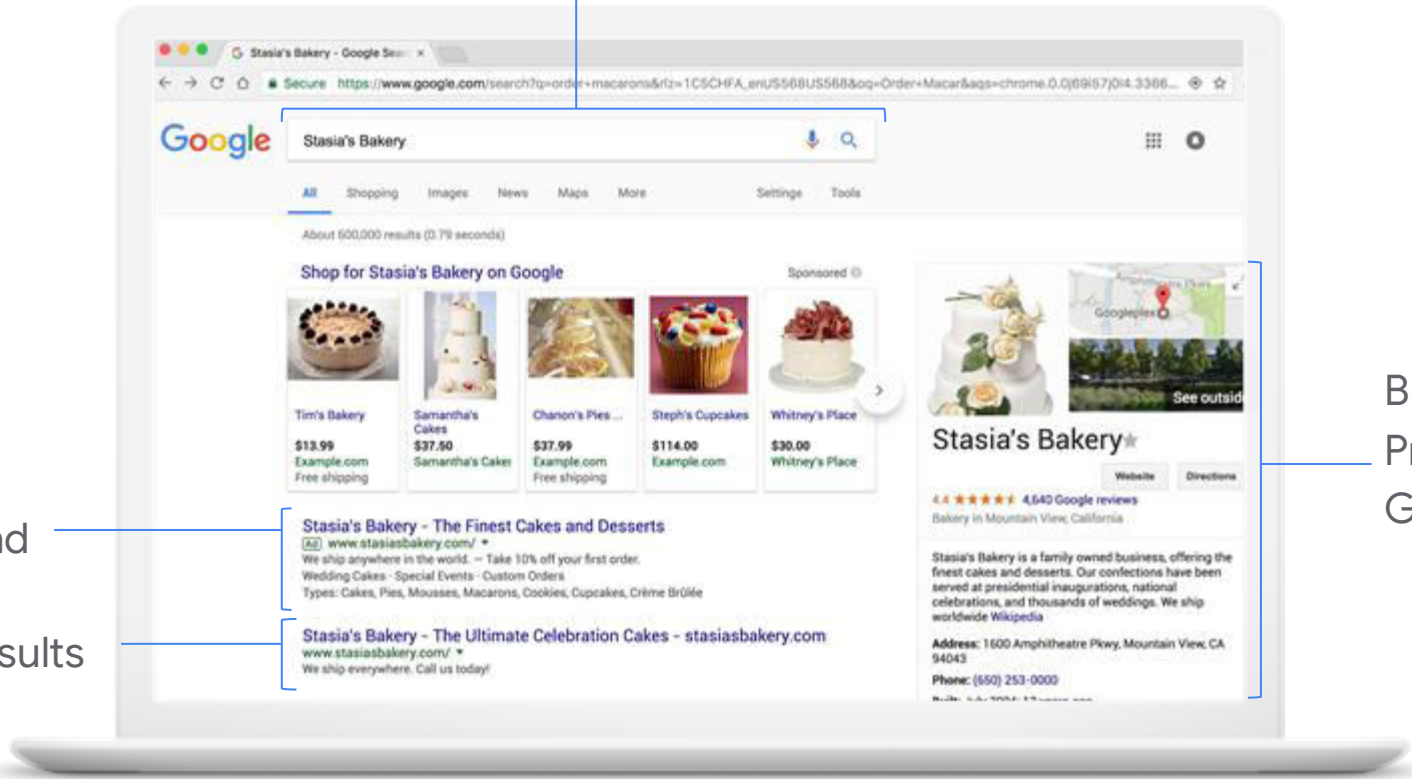 Stasia's Bakery - Google Sear
Secure https://www.google.com/search?q=order+macarons&rlz=1C5CHFA_enUS568US568&oq=Order+Macar&aqs=chrome.0.0j69i57j0l4.3366...
Google
Stasia's Bakery
All Shopping Images News Maps More Settings Tools
About 600,000 results (0.79 seconds)
Shop for Stasia's Bakery on Google
Sponsored
Tim's Bakery
$13.99
Example.com
Free shipping
Samantha's
Cakes
$37.50
Samantha's Cakes
Chanon's Pies ...
$37.99
Example.com
Free shipping
Steph's Cupcakes
$114.00
Example.com
Whitney's Place
$30.00
Whitney's Place
Stasia's Bakery - The Finest Cakes and Desserts
Ad www.stasiasbakery.com/
We ship anywhere in the world. — Take 10% off your first order.
Wedding Cakes · Special Events · Custom Orders
Types: Cakes, Pies, Mousses, Macarons, Cookies, Cupcakes, Crème Brûlée
Stasia's Bakery - The Ultimate Celebration Cakes - stasiasbakery.com
www.stasiasbakery.com/
We ship everywhere. Call us today!
nd
sults
Googleplex
See outside
Stasia's Bakery
Website Directions
4.4 4,640 Google reviews
Bakery in Mountain View, California
Stasia's Bakery is a family owned business, offering the
finest cakes and desserts. Our confections have been
served at presidential inaugurations, national
celebrations, and thousands of weddings. We ship
worldwide Wikipedia
Address: 1600 Amphitheatre Pkwy, Mountain View, CA
94043
Phone: (650) 253-0000
B
Pr
G